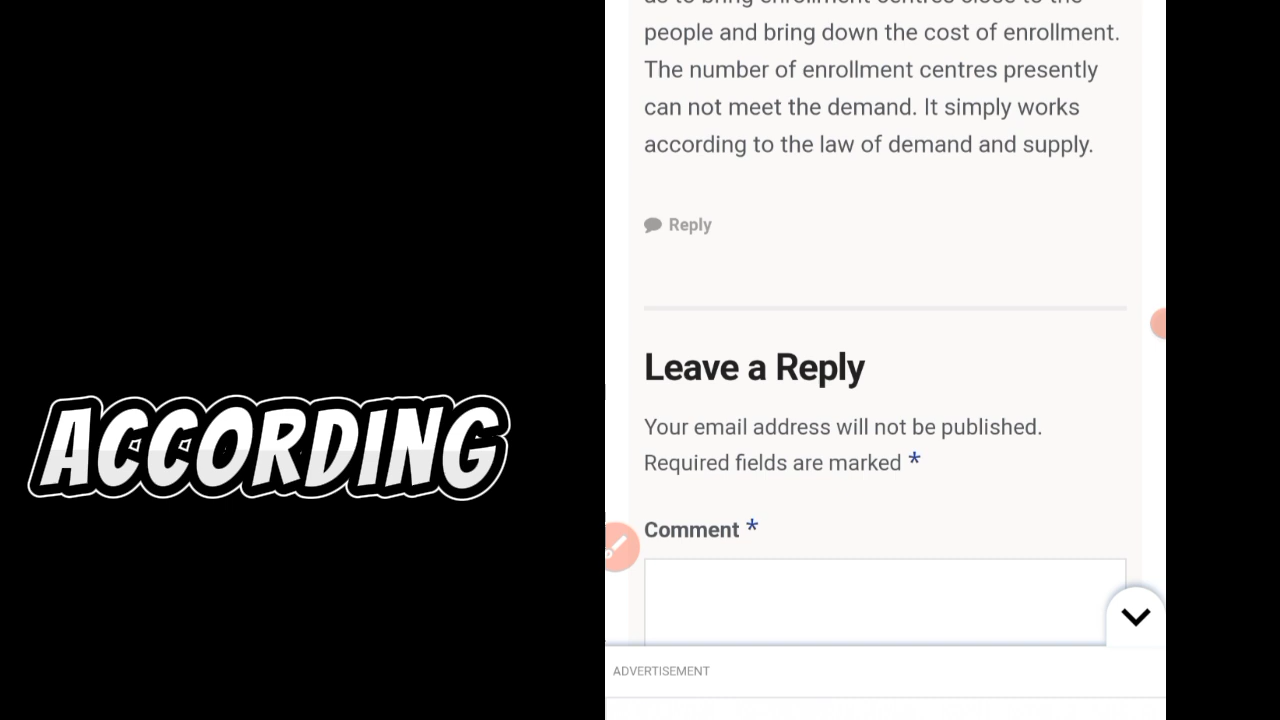 ACCORDING
people and bring down the cost of enrollment.
The number of enrollment centres presently
can not meet the demand. It simply works
according to the law of demand and supply.
Reply
Leave a Reply
Your email address will not be published.
Required fields are marked *
Comment *
ADVERTISEMENT